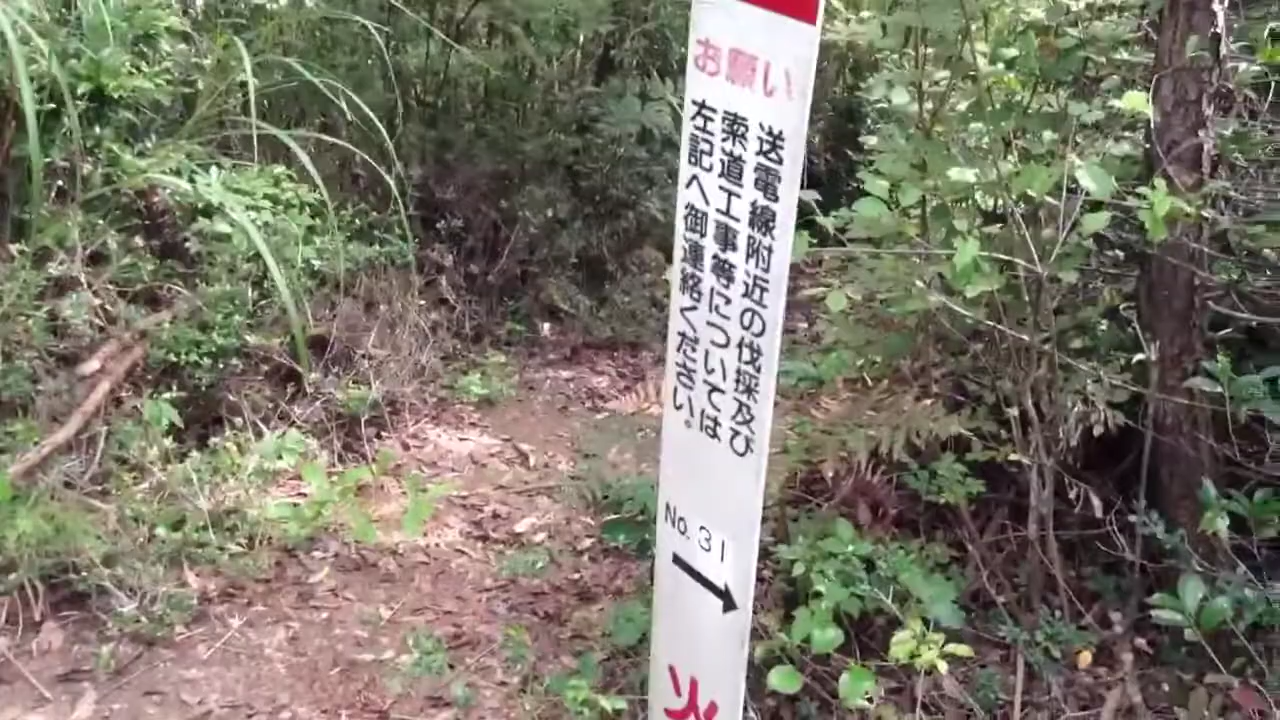 お願い
送電線附近の伐採及び
索道工事等については
左記へ御連絡ください。
No. 31
火